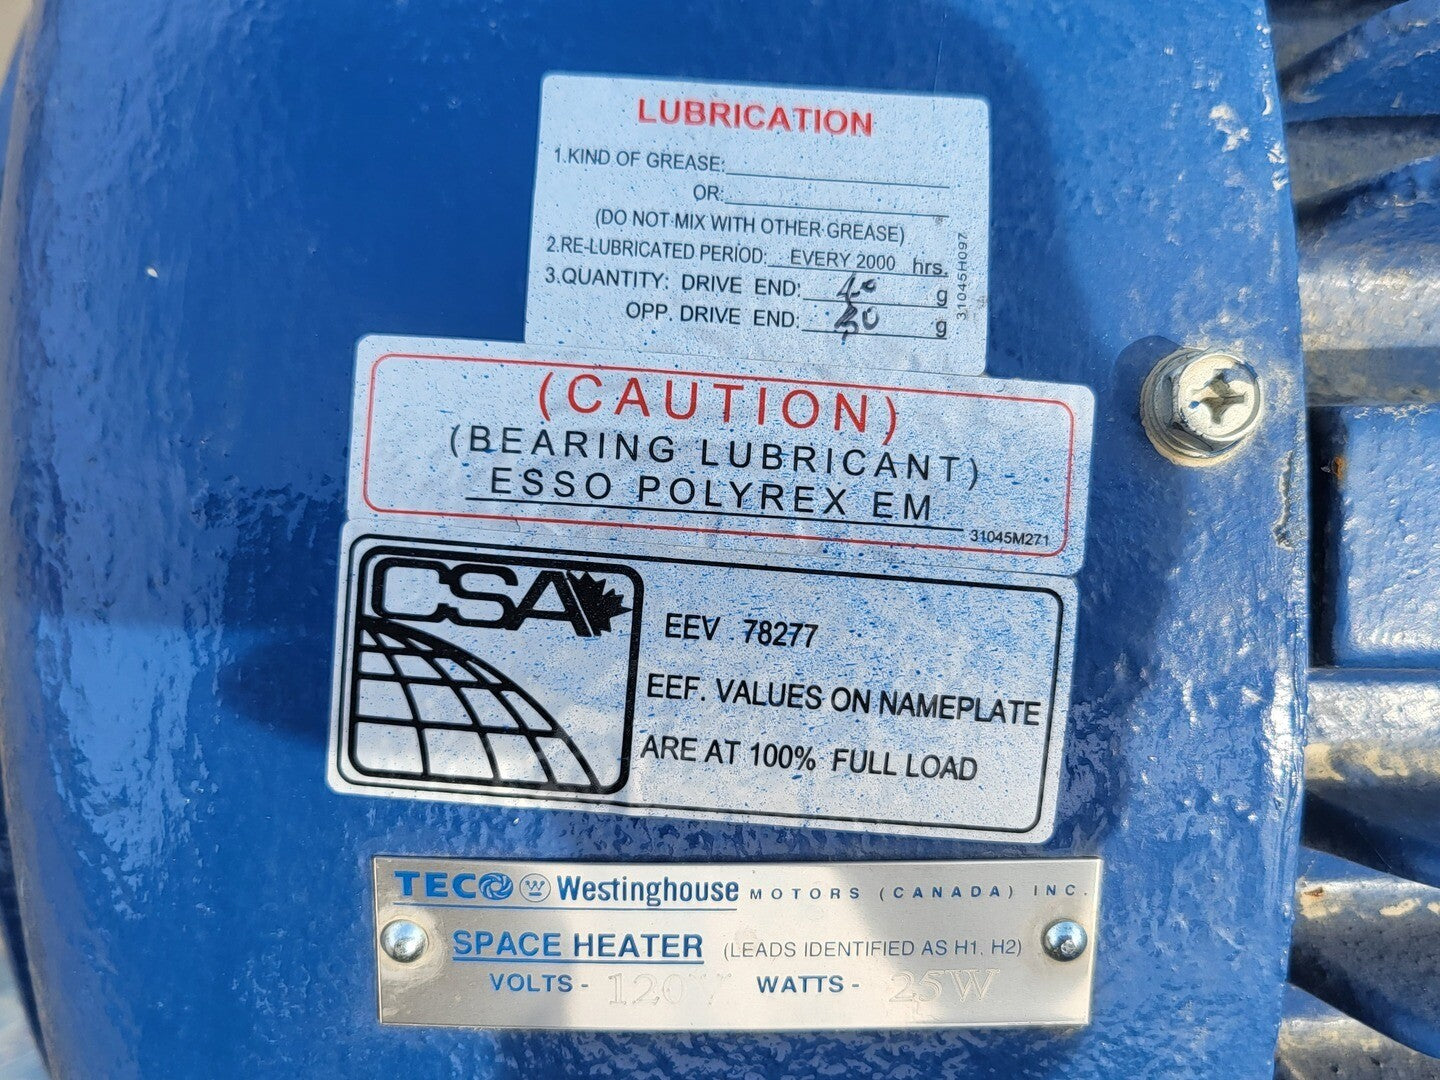 LUBRICATION
1.KIND OF GREASE:
OR:
(DO NOT MIX WITH OTHER GREASE)
2.RE-LUBRICATED PERIOD: EVERY 2000 hrs.
3.QUANTITY: DRIVE END: 40 g
OPP. DRIVE END: g
31045H097
(CAUTION)
(BEARING LUBRICANT)
ESSO POLYREX EM
31045M271
CSA
EEV 78277
EEF. VALUES ON NAMEPLATE
ARE AT 100% FULL LOAD
TECO W Westinghouse MOTORS (CANADA) INC.
SPACE HEATER (LEADS IDENTIFIED AS H1, H2)
VOLTS - 120V WATTS - 25W